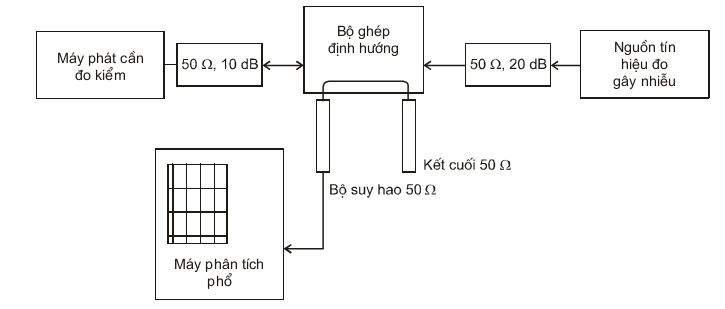 Máy phát cần
đo kiểm
50 Ω, 10 dB
Bộ ghép
định hướng
50 Ω, 20 dB
Nguồn tín
hiệu đo
gây nhiễu
Kết cuối 50 Ω
Bộ suy hao 50 Ω
Máy phân tích
phổ